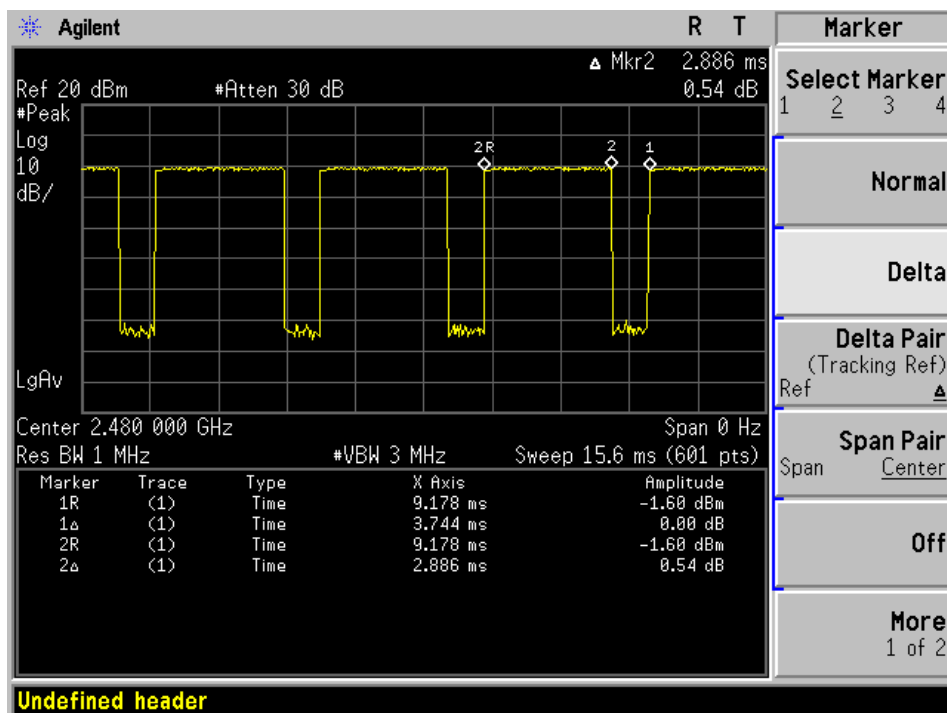 Agilent R T
Δ Mkr2 2.886 ms
Ref 20 dBm #Atten 30 dB 0.54 dB
#Peak
Log
10
dB/
2R 2 1
LgAv
Center 2.480 000 GHz Span 0 Hz
Res BW 1 MHz #VBW 3 MHz Sweep 15.6 ms (601 pts)
Marker Trace Type X Axis Amplitude
1R (1) Time 9.178 ms -1.60 dBm
1Δ (1) Time 3.744 ms 0.00 dB
2R (1) Time 9.178 ms -1.60 dBm
2Δ (1) Time 2.886 ms 0.54 dB
Undefined header
Marker
Select Marker
1 2 3 4
Normal
Delta
Delta Pair
(Tracking Ref)
Ref Δ
Span Pair
Span Center
Off
More
1 of 2